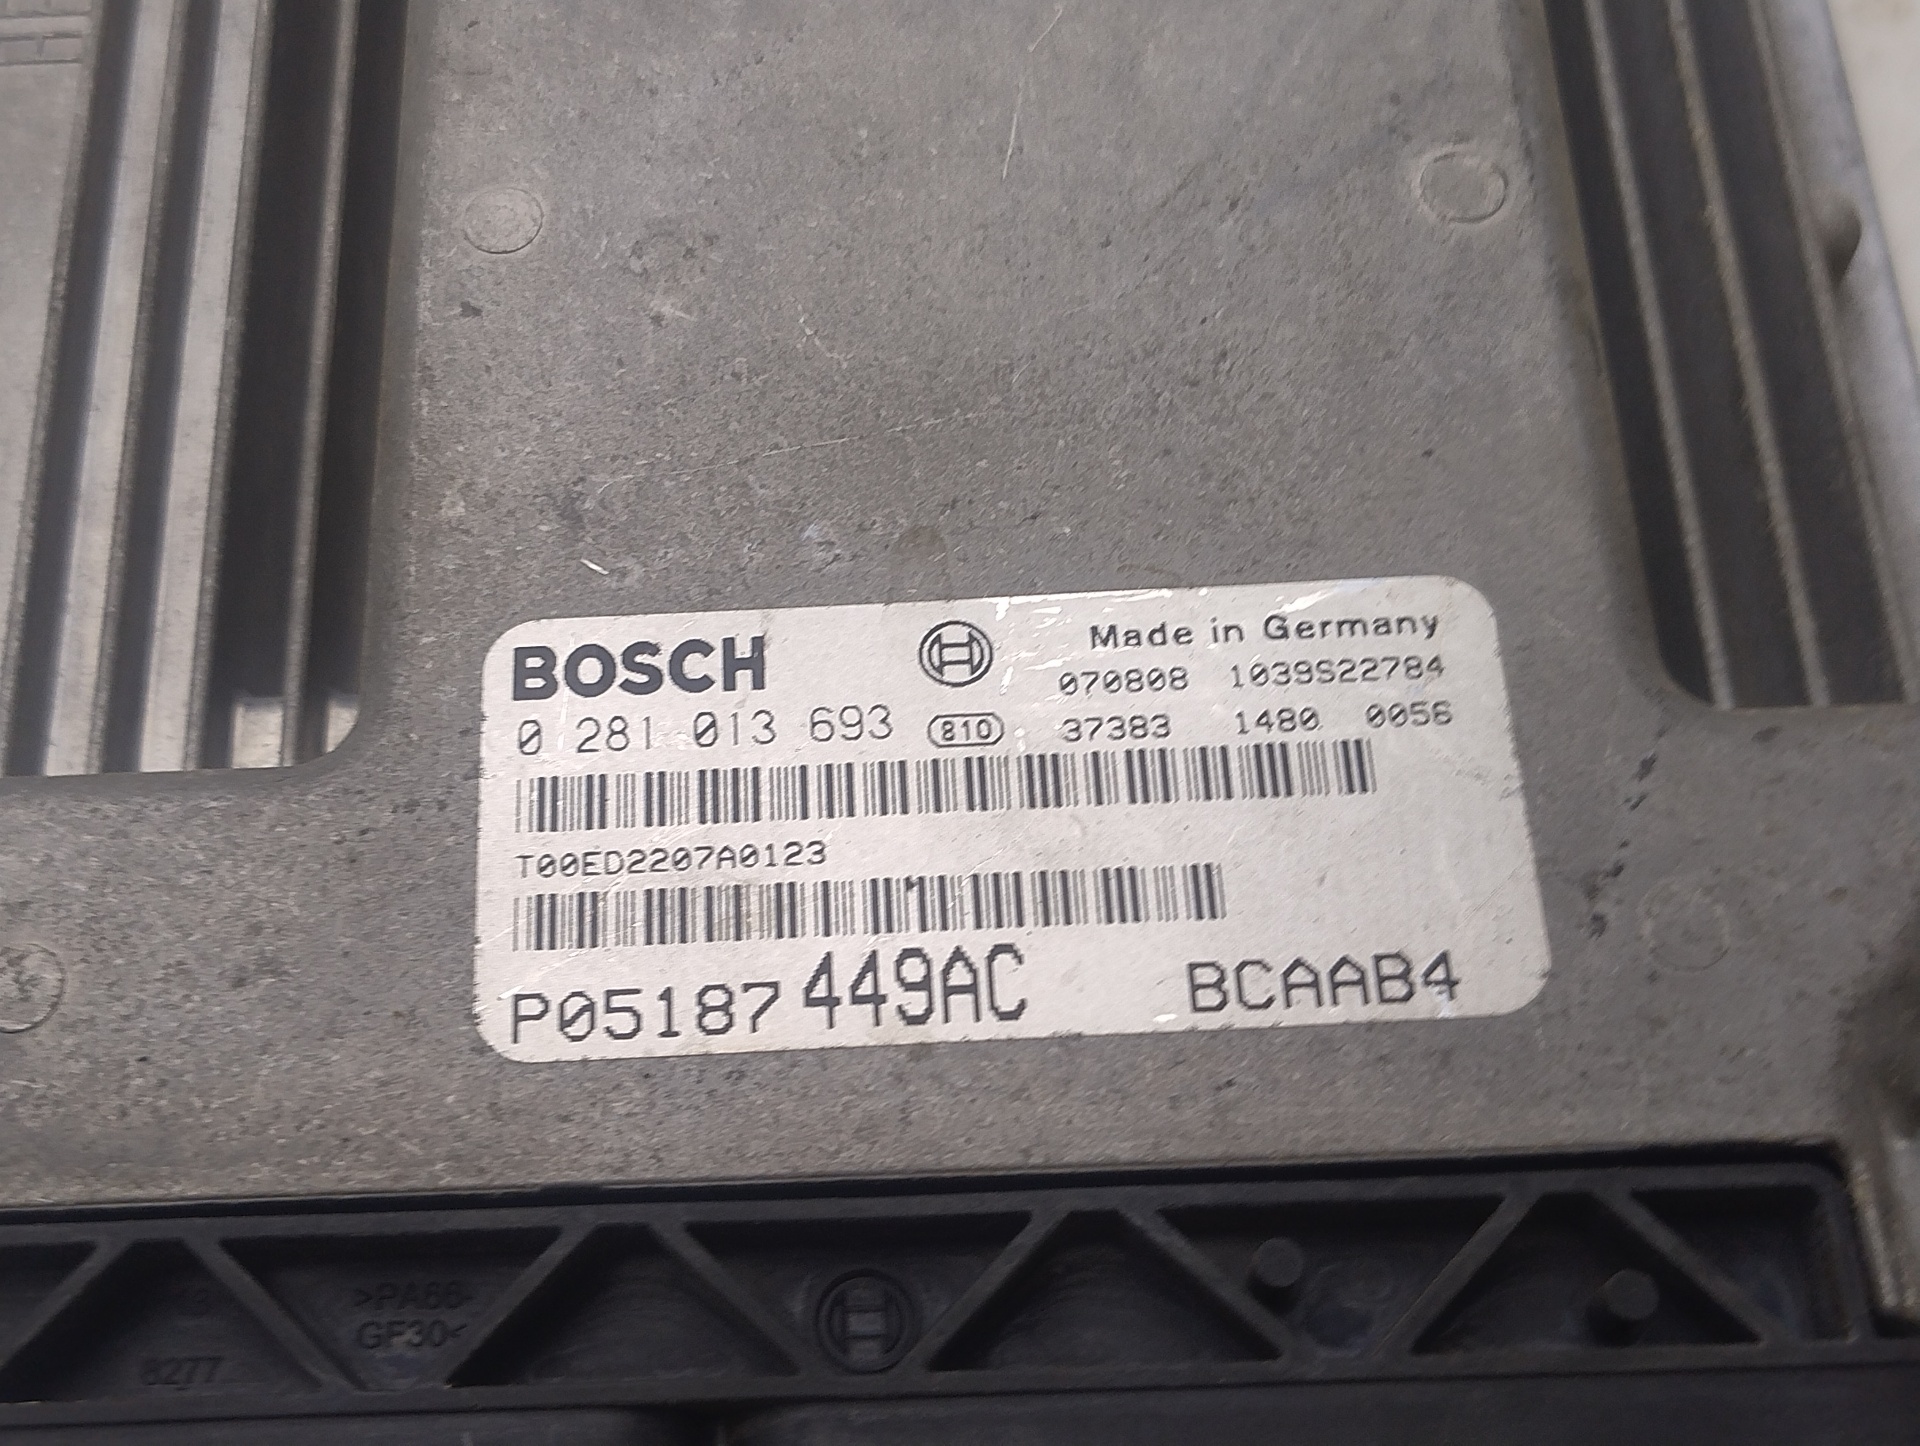 BOSCH
Made in Germany
070808 1039S22784
0 281 013 693 810 37383 1480 0056
T00ED2207A0123
P05187449AC BCAAB4
>PA66-
GF30<
8277